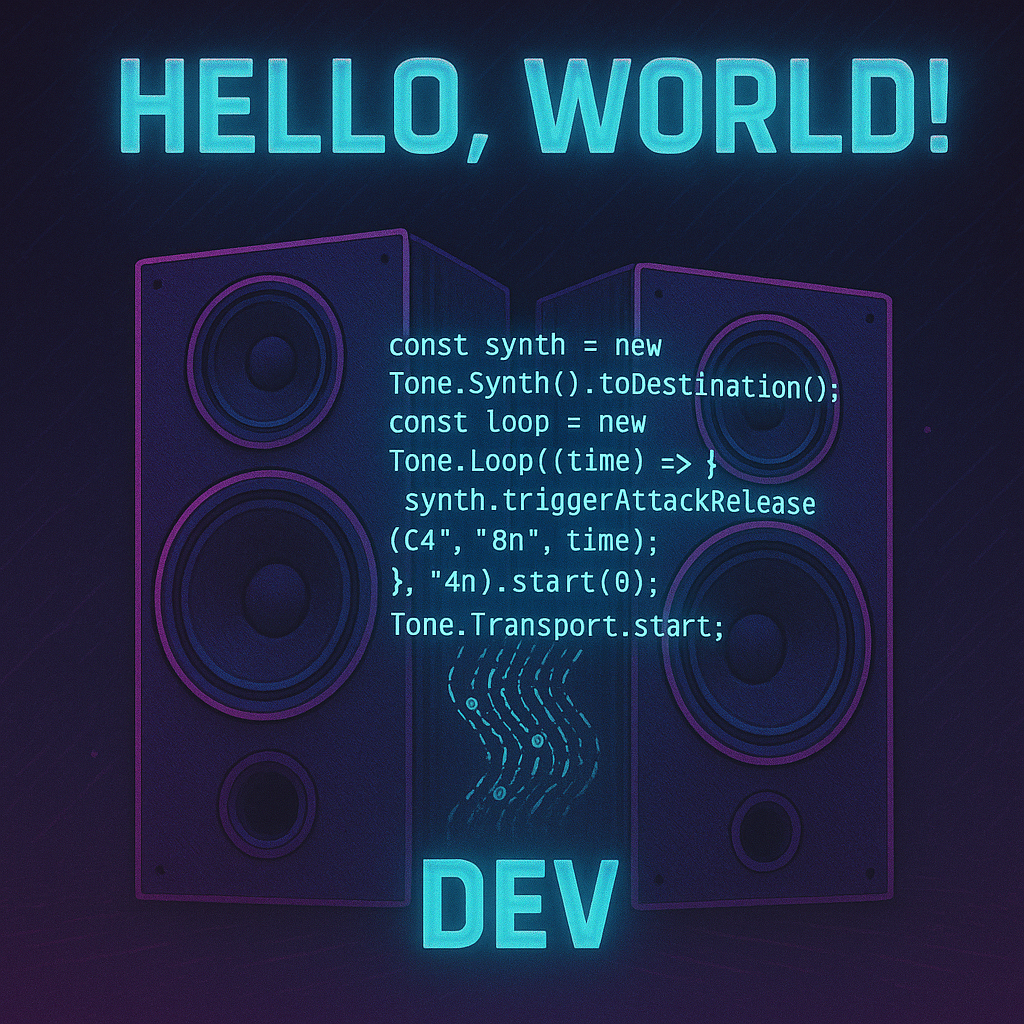 HELLO, WORLD!
const synth = new
Tone.Synth().toDestination();
const loop = new
Tone.Loop((time) => }
synth.triggerAttackRelease
(C4", "8n", time);
}, "4n).start(0);
Tone.Transport.start;
DEV